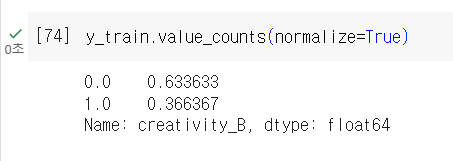 [74] y_train.value_counts(normalize=True)
0초
0.0    0.633633
1.0    0.366367
Name: creativity_B, dtype: float64